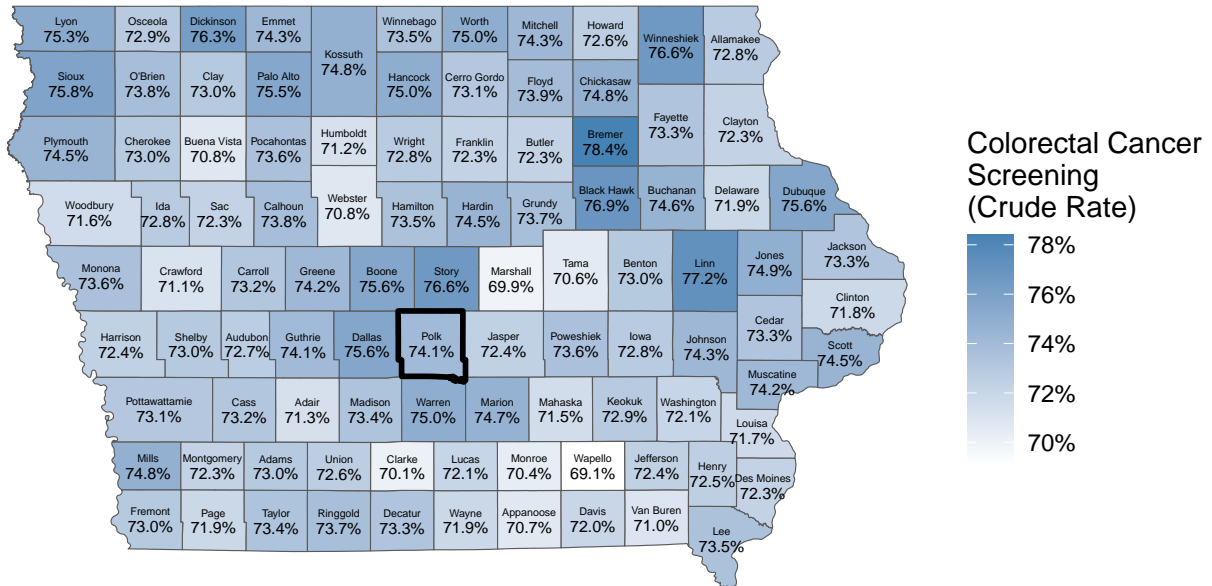 Lyon
75.3%
Osceola
72.9%
Dickinson
76.3%
Emmet
74.3%
Kossuth
74.8%
Winnebago
73.5%
Worth
75.0%
Mitchell
74.3%
Howard
72.6%
Winneshiek
76.6%
Allamakee
72.8%
Sioux
75.8%
O'Brien
73.8%
Clay
73.0%
Palo Alto
75.5%
Hancock
75.0%
Cerro Gordo
73.1%
Floyd
73.9%
Chickasaw
74.8%
Fayette
73.3%
Clayton
72.3%
Plymouth
74.5%
Cherokee
73.0%
Buena Vista
70.8%
Pocahontas
73.6%
Humboldt
71.2%
Wright
72.8%
Franklin
72.3%
Butler
72.3%
Bremer
78.4%
Woodbury
71.6%
Ida
72.8%
Sac
72.3%
Calhoun
73.8%
Webster
70.8%
Hamilton
73.5%
Hardin
74.5%
Grundy
73.7%
Black Hawk
76.9%
Buchanan
74.6%
Delaware
71.9%
Dubuque
75.6%
Monona
73.6%
Crawford
71.1%
Carroll
73.2%
Greene
74.2%
Boone
75.6%
Story
76.6%
Marshall
69.9%
Tama
70.6%
Benton
73.0%
Linn
77.2%
Jones
74.9%
Jackson
73.3%
Clinton
71.8%
Harrison
72.4%
Shelby
73.0%
Audubon
72.7%
Guthrie
74.1%
Dallas
75.6%
Polk
74.1%
Jasper
72.4%
Poweshiek
73.6%
Iowa
72.8%
Johnson
74.3%
Cedar
73.3%
Scott
74.5%
Muscatine
74.2%
Pottawattamie
73.1%
Cass
73.2%
Adair
71.3%
Madison
73.4%
Warren
75.0%
Marion
74.7%
Mahaska
71.5%
Keokuk
72.9%
Washington
72.1%
Louisa
71.7%
Mills
74.8%
Montgomery
72.3%
Adams
73.0%
Union
72.6%
Clarke
70.1%
Lucas
72.1%
Monroe
70.4%
Wapello
69.1%
Jefferson
72.4%
Henry
72.5%
Des Moines
72.3%
Fremont
73.0%
Page
71.9%
Taylor
73.4%
Ringgold
73.7%
Decatur
73.3%
Wayne
71.9%
Appanoose
70.7%
Davis
72.0%
Van Buren
71.0%
Lee
73.5%
Colorectal Cancer
Screening
(Crude Rate)
78%
76%
74%
72%
70%